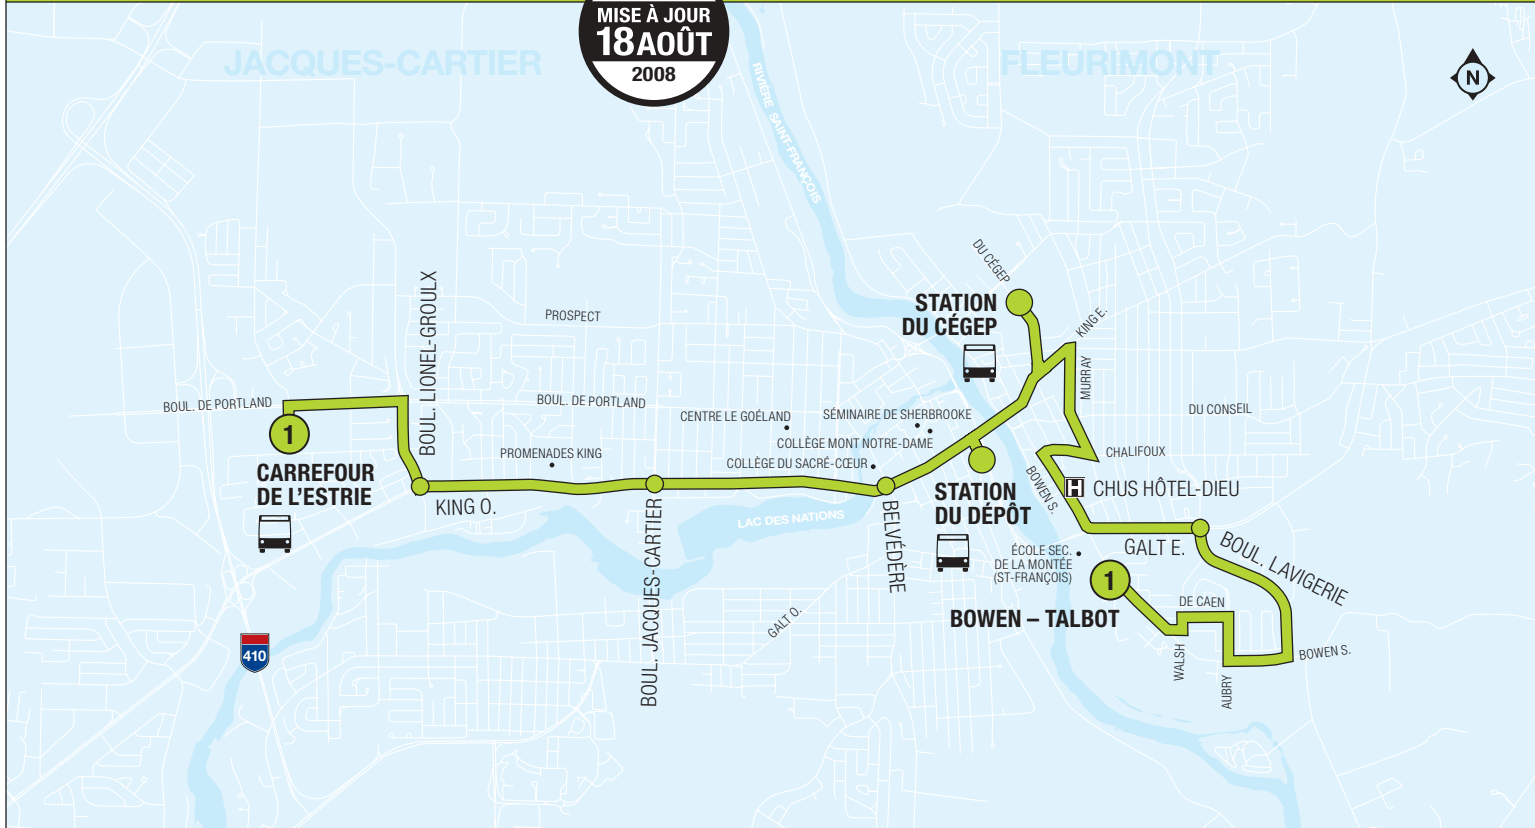 MISE À JOUR
18 AOÛT
2008
JACQUES-CARTIER
FLEURIMONT
N
RIVIÈRE SAINT-FRANÇOIS
DU CÉGEP
STATION
DU CÉGEP
KING E.
MURRAY
BOUL. LIONEL-GROULX
PROSPECT
BOUL. DE PORTLAND
BOUL. DE PORTLAND
1
CARREFOUR
DE L'ESTRIE
CENTRE LE GOÉLAND
SÉMINAIRE DE SHERBROOKE
COLLÈGE MONT NOTRE-DAME
COLLÈGE DU SACRÉ-CŒUR
PROMENADES KING
DU CONSEIL
CHALIFOUX
KING O.
BOUL. JACQUES-CARTIER
LAC DES NATIONS
BELVÉDÈRE
STATION
DU DÉPÔT
BOWEN S.
H
CHUS HÔTEL-DIEU
GALT E.
BOUL. LAVIGERIE
ÉCOLE SEC.
DE LA MONTÉE
(ST-FRANÇOIS)
1
BOWEN – TALBOT
DE CAEN
WALSH
AUBRY
BOWEN S.
GALT O.
410